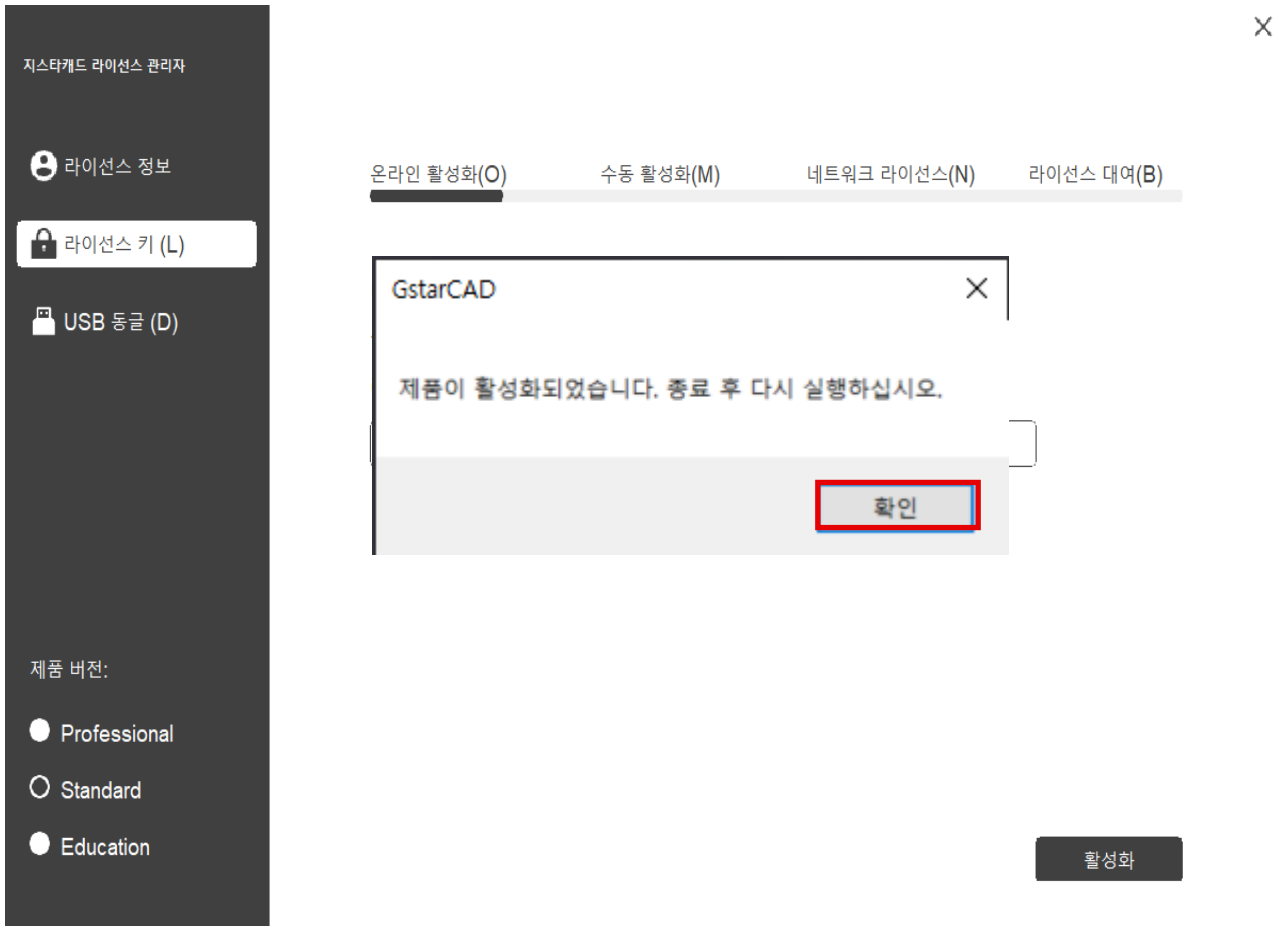 지스타캐드 라이선스 관리자
라이선스 정보
라이선스 키 (L)
USB 동글 (D)
온라인 활성화(O) 수동 활성화(M) 네트워크 라이선스(N) 라이선스 대여(B)
GstarCAD
제품이 활성화되었습니다. 종료 후 다시 실행하십시오.
확인
제품 버전:
Professional
Standard
Education
활성화